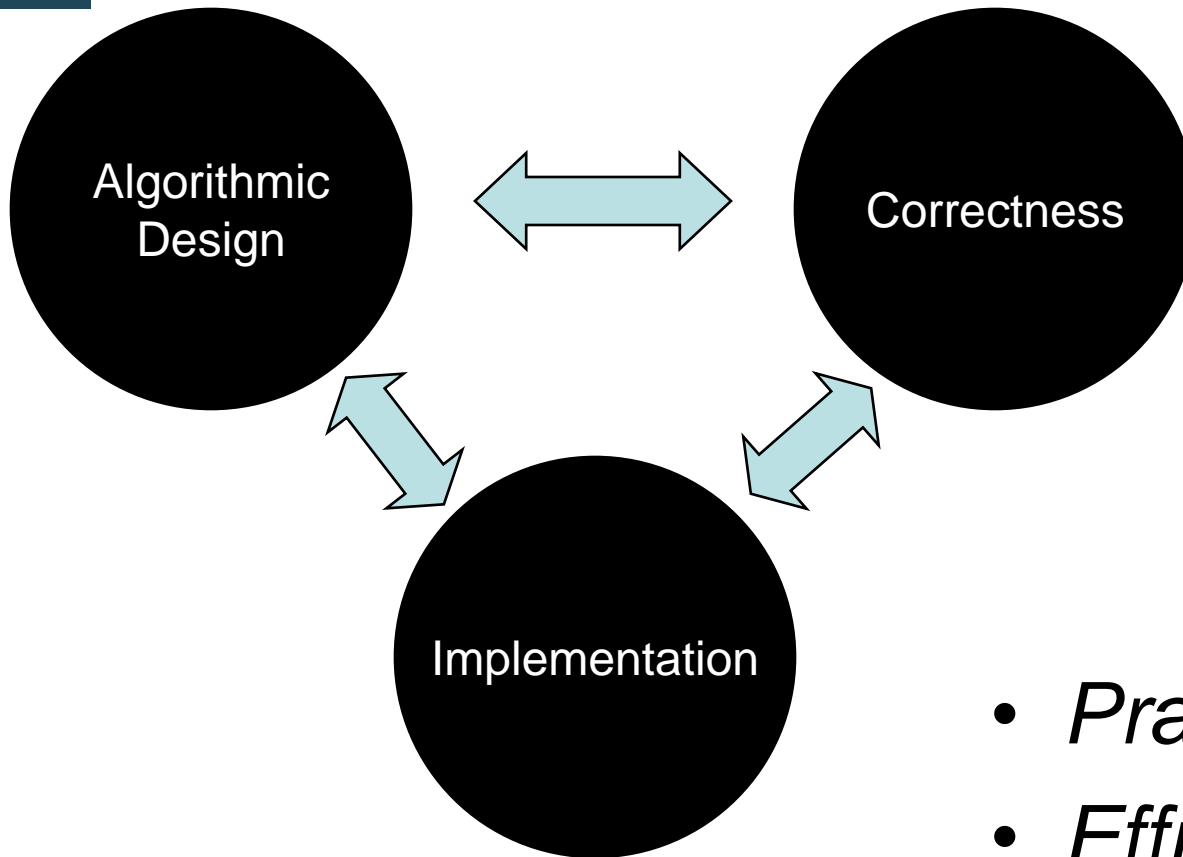 Algorithmic
Design
Correctness
Implementation
•
•